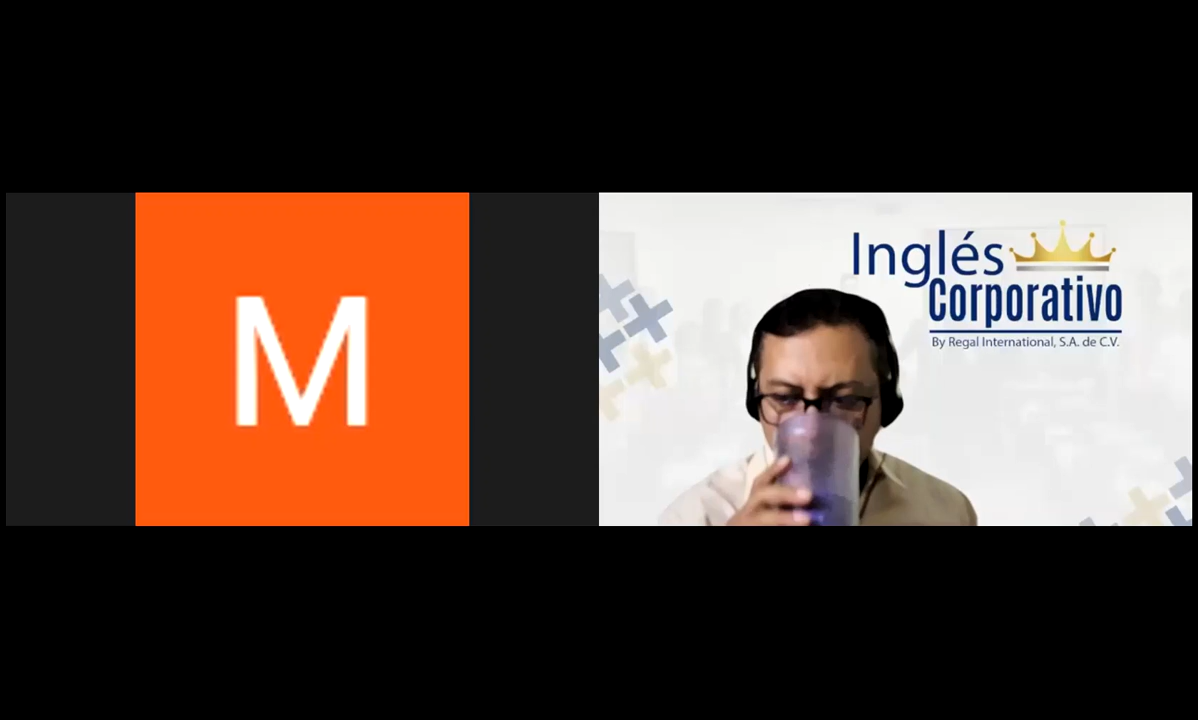 M
Inglés
Corporativo
By Regal International, S.A. de C.V.